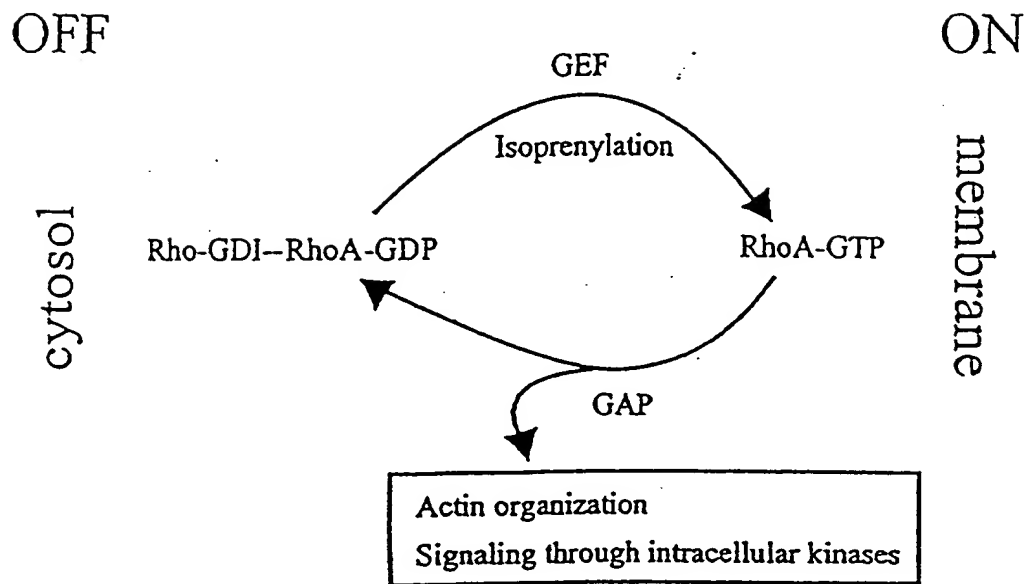 OFF
ON
GEF
Isoprenylation
cytosol
Rho-GDI--RhoA-GDP
RhoA-GTP
membrane
GAP
Actin organization
Signaling through intracellular kinases